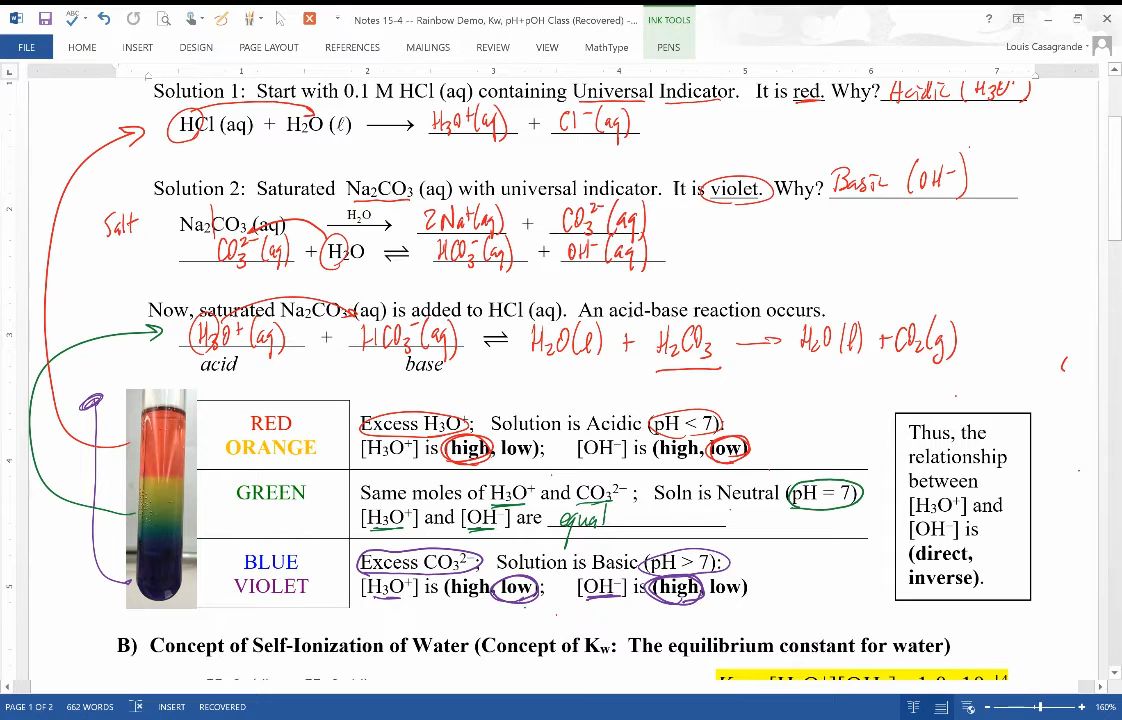 Notes 15-4 -- Rainbow Demo, Kw, pH+pOH Class (Recovered) -...
INK TOOLS
FILE HOME INSERT DESIGN PAGE LAYOUT REFERENCES MAILINGS REVIEW VIEW MathType PENS
Louis Casagrande
1 2 3 4 5 6 7
Solution 1: Start with 0.1 M HCl (aq) containing Universal Indicator. It is red. Why? Acidic (H₃O⁺)
HCl (aq) + H₂O (ℓ) ⟶ H₃O⁺(aq) + Cl⁻(aq)
Solution 2: Saturated Na₂CO₃ (aq) with universal indicator. It is violet. Why? Basic (OH⁻)
Salt Na₂CO₃ (aq) H₂O ⟶ 2Na⁺(aq) + CO₃²⁻(aq)
CO₃²⁻(aq) + H₂O ⇌ HCO₃⁻(aq) + OH⁻(aq)
Now, saturated Na₂CO₃ (aq) is added to HCl (aq). An acid-base reaction occurs.
H₃O⁺(aq) + HCO₃⁻(aq) ⇌ H₂O(l) + H₂CO₃ ⟶ H₂O(l) + CO₂(g)
acid base
RED
ORANGE
Excess H₃O⁺; Solution is Acidic (pH < 7):
[H₃O⁺] is (high, low); [OH⁻] is (high, low)
GREEN
Same moles of H₃O⁺ and CO₃²⁻; Soln is Neutral (pH = 7)
[H₃O⁺] and [OH⁻] are equal
BLUE
VIOLET
Excess CO₃²⁻; Solution is Basic (pH > 7):
[H₃O⁺] is (high, low); [OH⁻] is (high, low)
Thus, the
relationship
between
[H₃O⁺] and
[OH⁻] is
(direct,
inverse).
B) Concept of Self-Ionization of Water (Concept of Kw: The equilibrium constant for water)
PAGE 1 OF 2 662 WORDS INSERT RECOVERED 160%